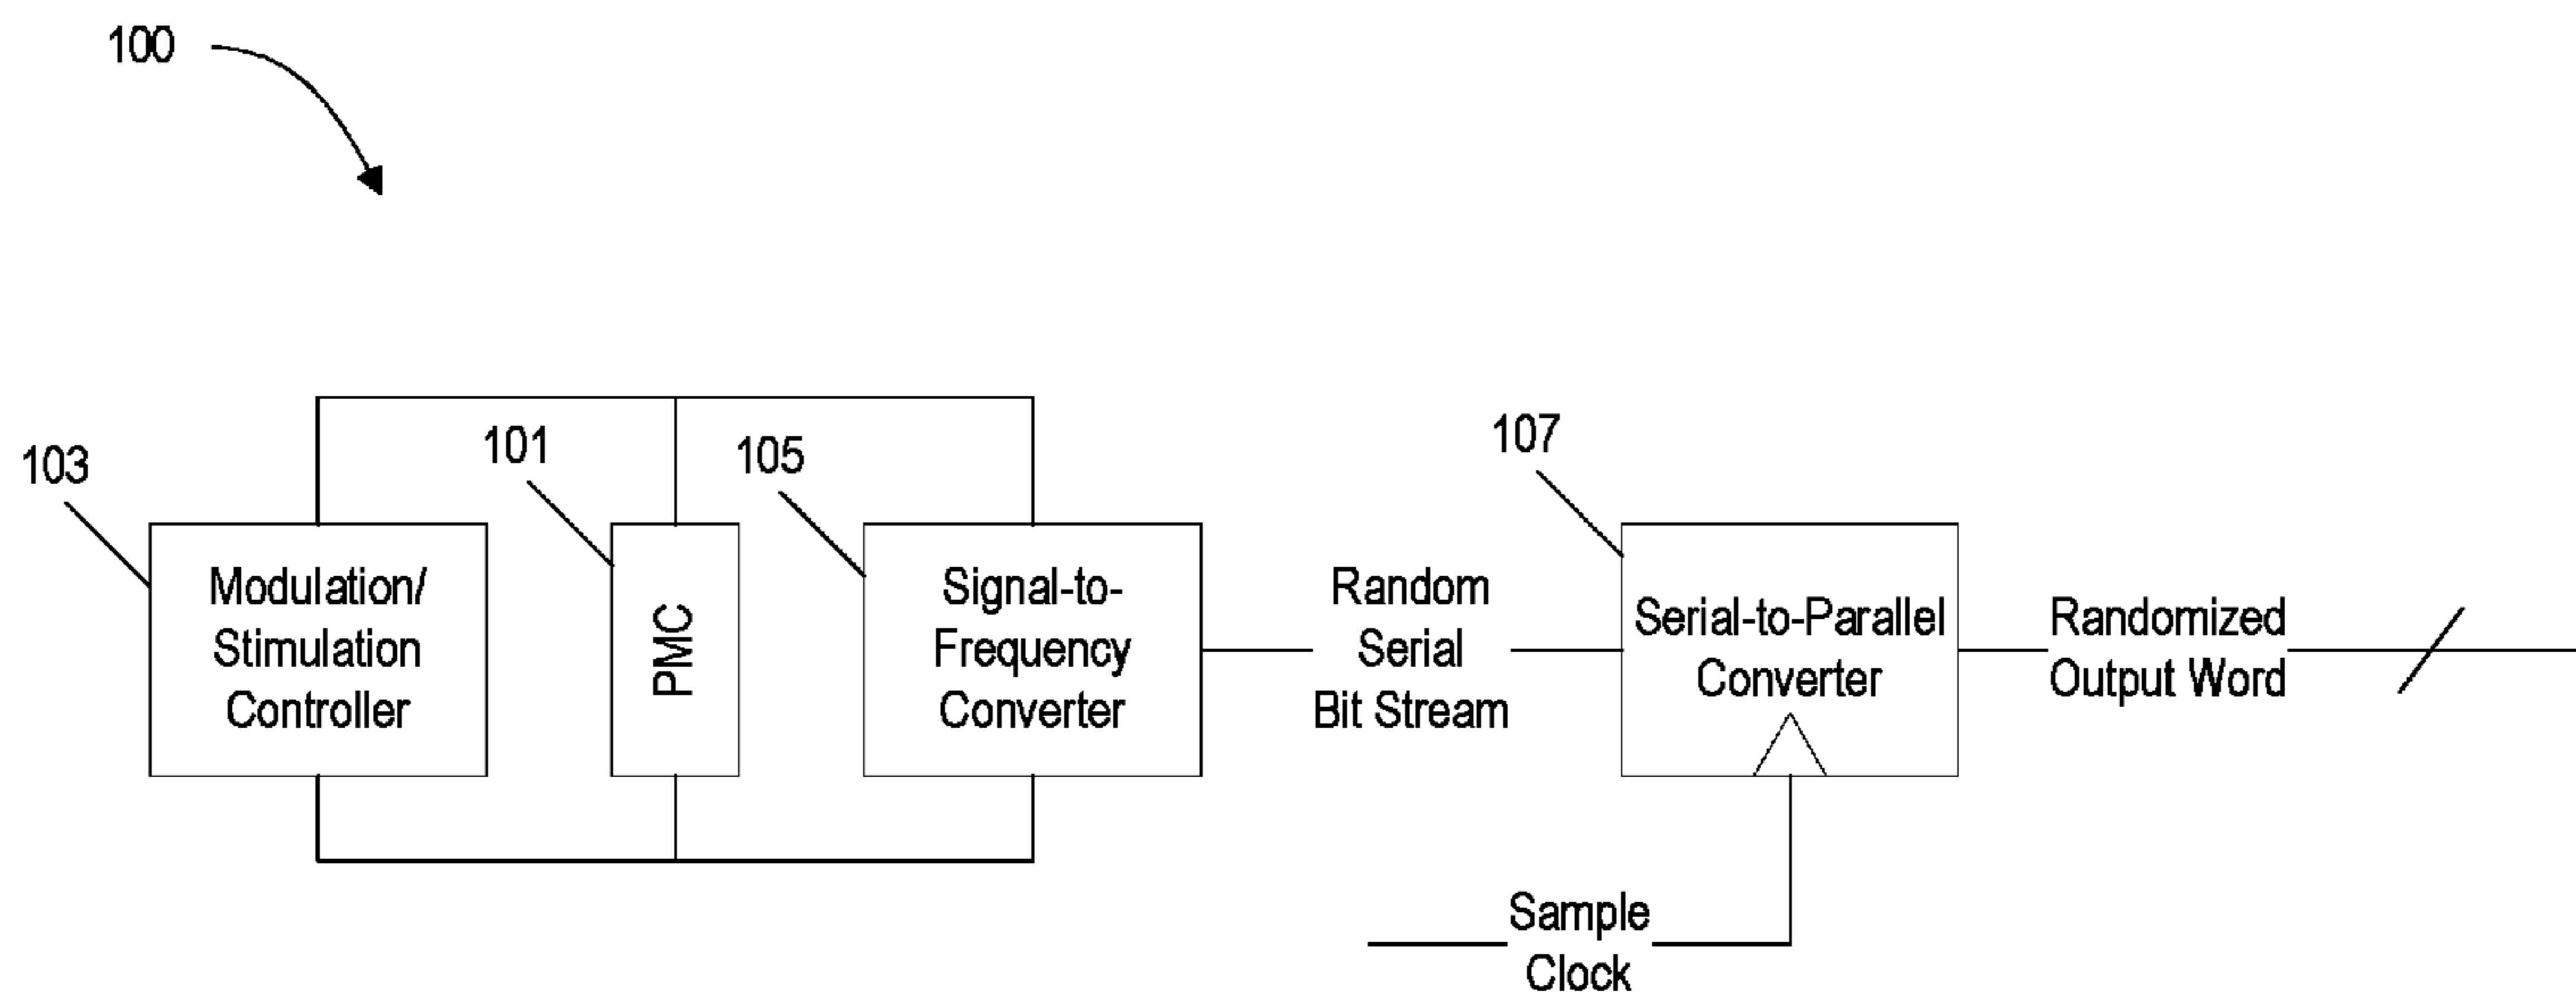 100
103
101
105
107
Modulation/
Stimulation
Controller
PMC
Signal-to-
Frequency
Converter
Random
Serial
Bit Stream
Serial-to-Parallel
Converter
Randomized
Output Word
Sample
Clock